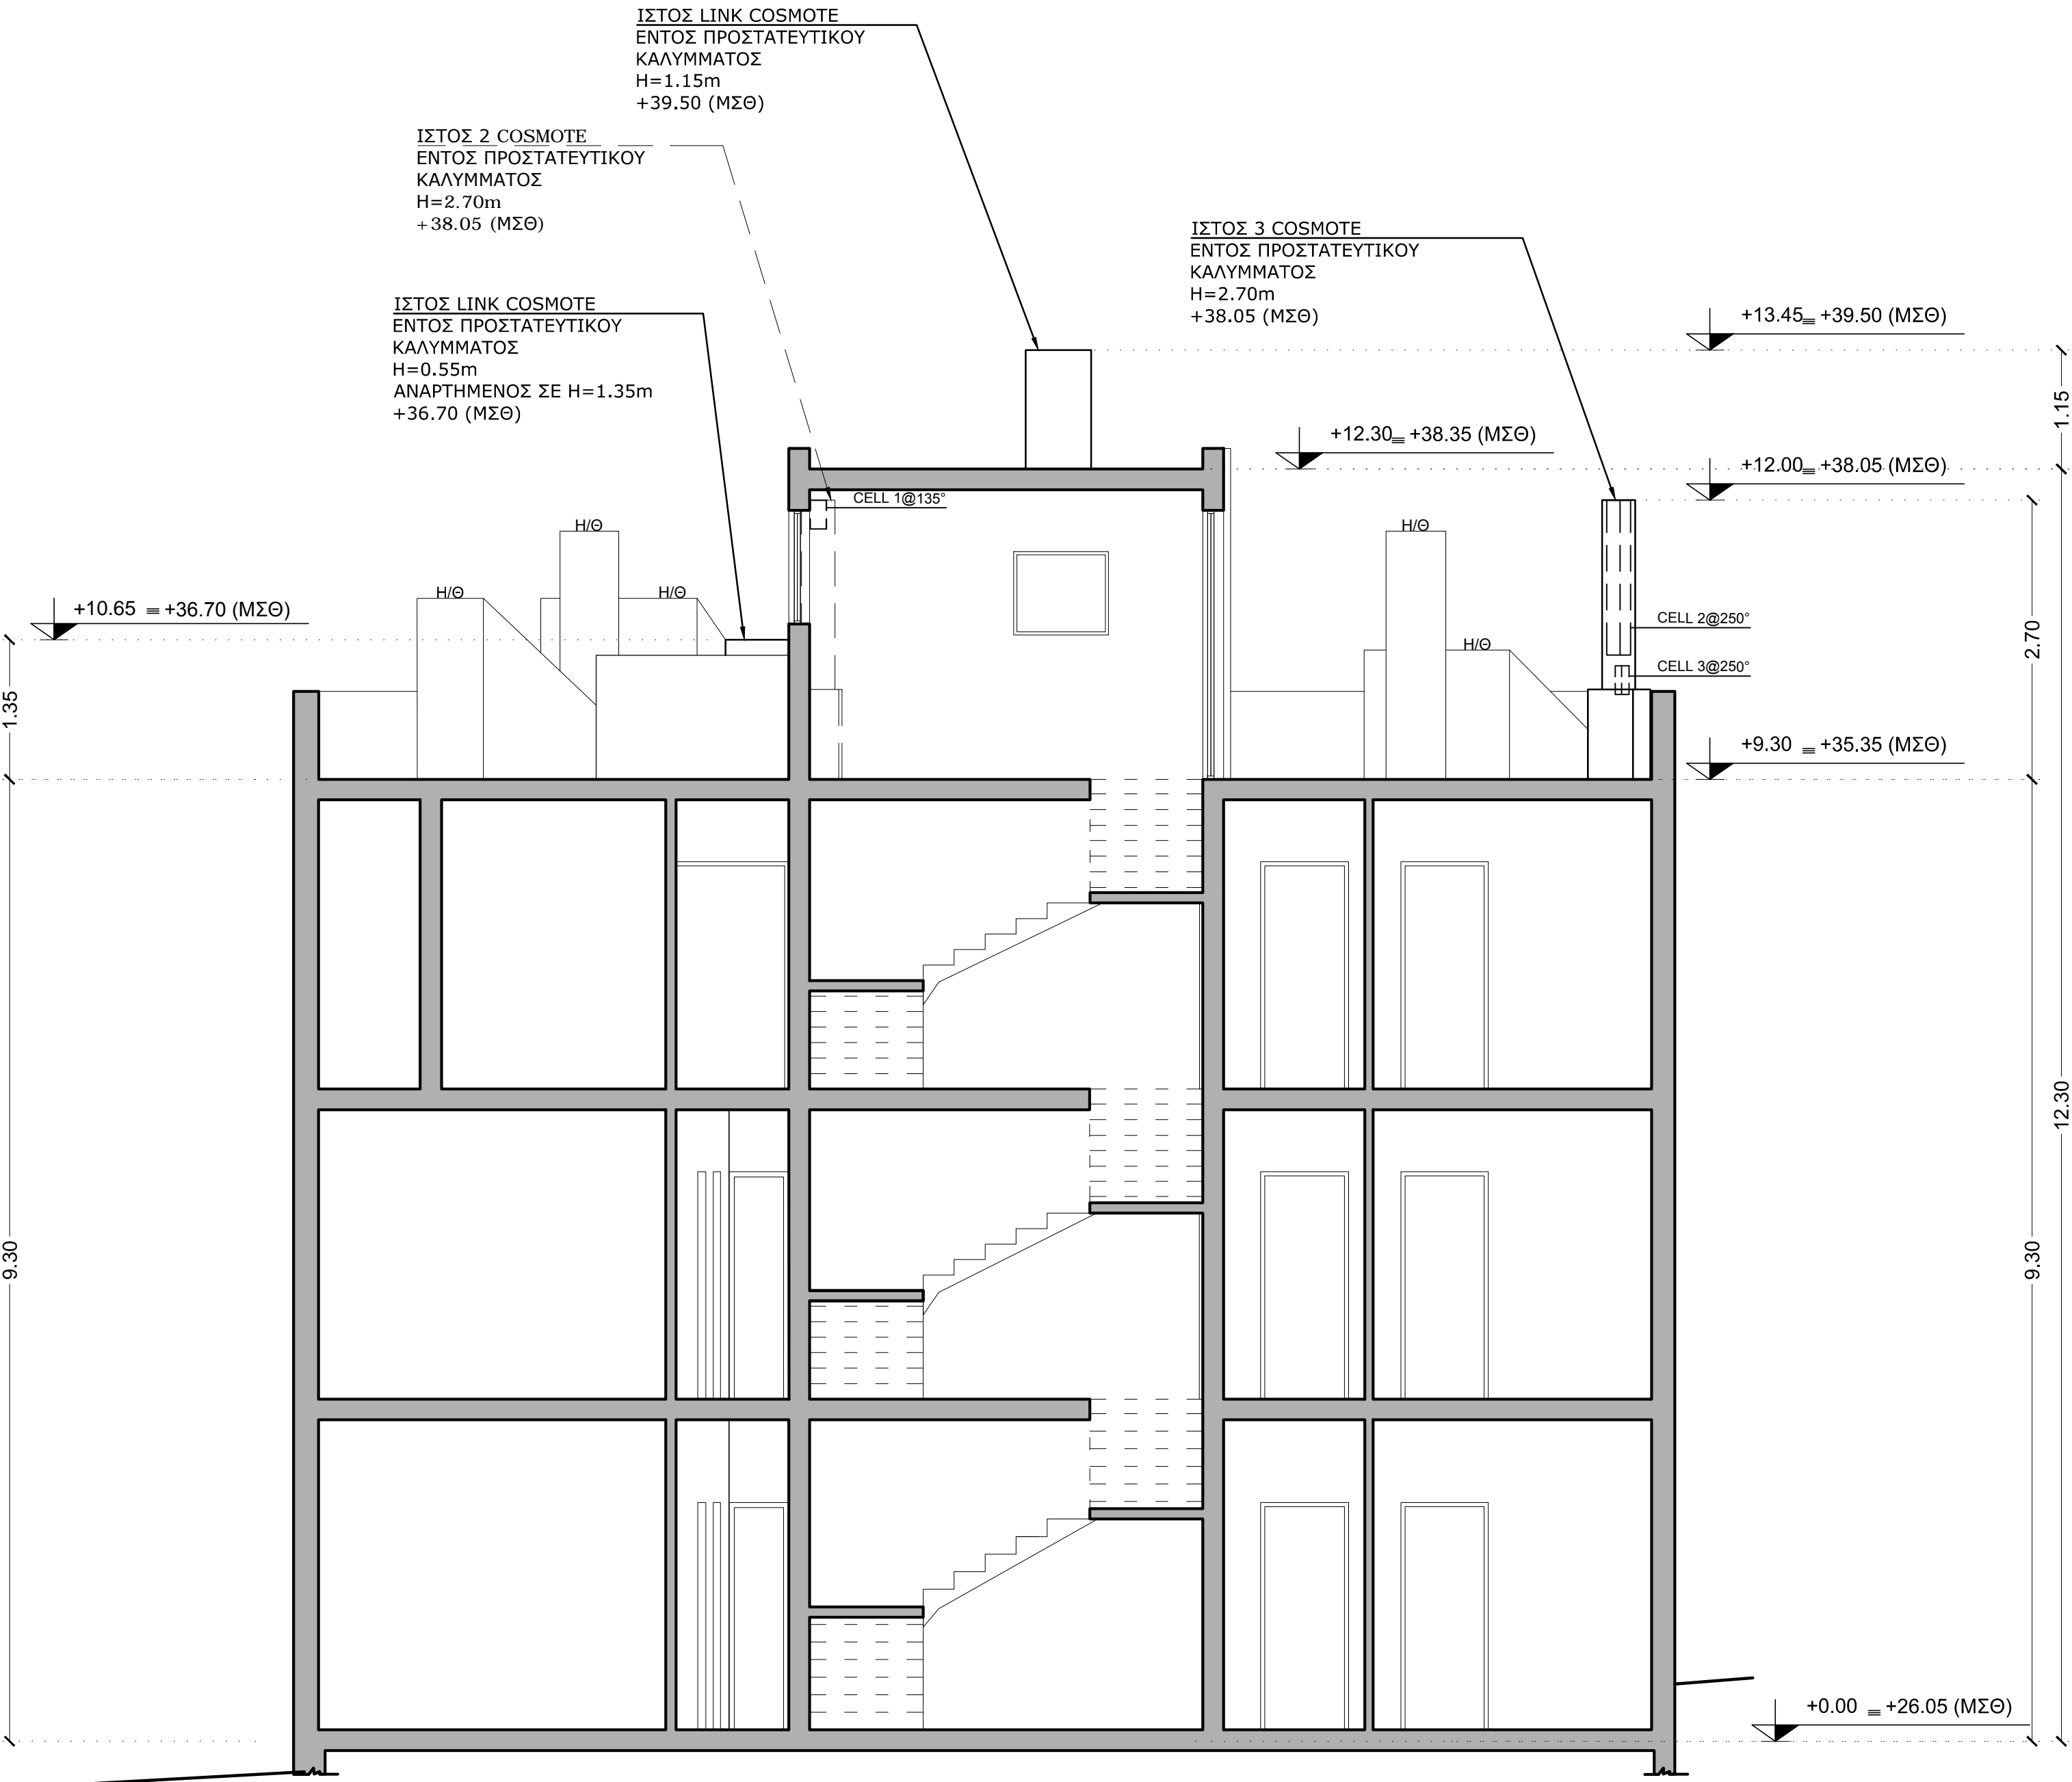 ΙΣΤΟΣ LINK COSMOTE
ΕΝΤΟΣ ΠΡΟΣΤΑΤΕΥΤΙΚΟΥ
ΚΑΛΥΜΜΑΤΟΣ
H=1.15m
+39.50 (ΜΣΘ)
ΙΣΤΟΣ 2 COSMOTE
ΕΝΤΟΣ ΠΡΟΣΤΑΤΕΥΤΙΚΟΥ
ΚΑΛΥΜΜΑΤΟΣ
H=2.70m
+38.05 (ΜΣΘ)
ΙΣΤΟΣ 3 COSMOTE
ΕΝΤΟΣ ΠΡΟΣΤΑΤΕΥΤΙΚΟΥ
ΚΑΛΥΜΜΑΤΟΣ
H=2.70m
+38.05 (ΜΣΘ)
ΙΣΤΟΣ LINK COSMOTE
ΕΝΤΟΣ ΠΡΟΣΤΑΤΕΥΤΙΚΟΥ
ΚΑΛΥΜΜΑΤΟΣ
H=0.55m
ΑΝΑΡΤΗΜΕΝΟΣ ΣΕ H=1.35m
+36.70 (ΜΣΘ)
+13.45≡ +39.50 (ΜΣΘ)
1.15
+12.30≡ +38.35 (ΜΣΘ)
+12.00≡ +38.05 (ΜΣΘ)
CELL 1@135°
Η/Θ
Η/Θ
Η/Θ
Η/Θ
Η/Θ
+10.65 ≡ +36.70 (ΜΣΘ)
CELL 2@250°
CELL 3@250°
2.70
1.35
+9.30 ≡ +35.35 (ΜΣΘ)
12.30
9.30
9.30
+0.00 ≡ +26.05 (ΜΣΘ)